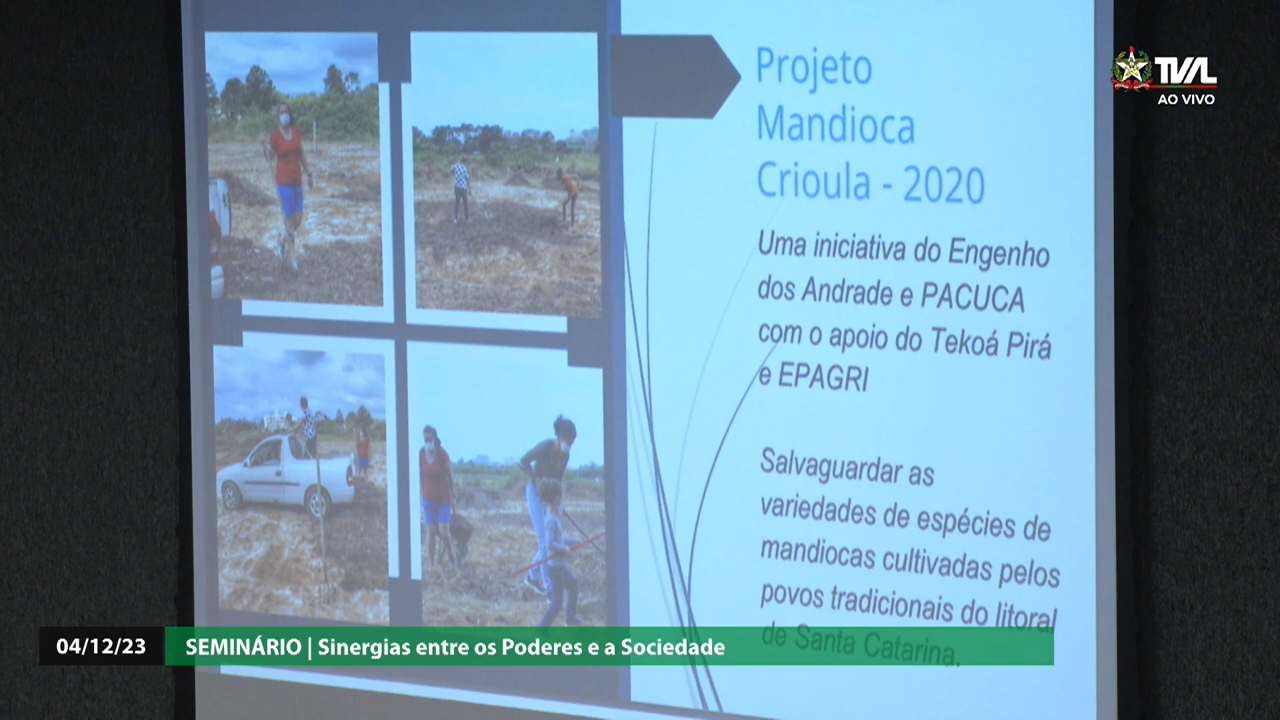 Projeto
Mandioca
Crioula - 2020
Uma iniciativa do Engenho
dos Andrade e PACUCA
com o apoio do Tekoá Pirá
e EPAGRI
Salvaguardar as
variedades de espécies de
mandiocas cultivadas pelos
povos tradicionais do litoral
de Santa Catarina.
TVAL
AO VIVO
04/12/23
SEMINÁRIO | Sinergias entre os Poderes e a Sociedade